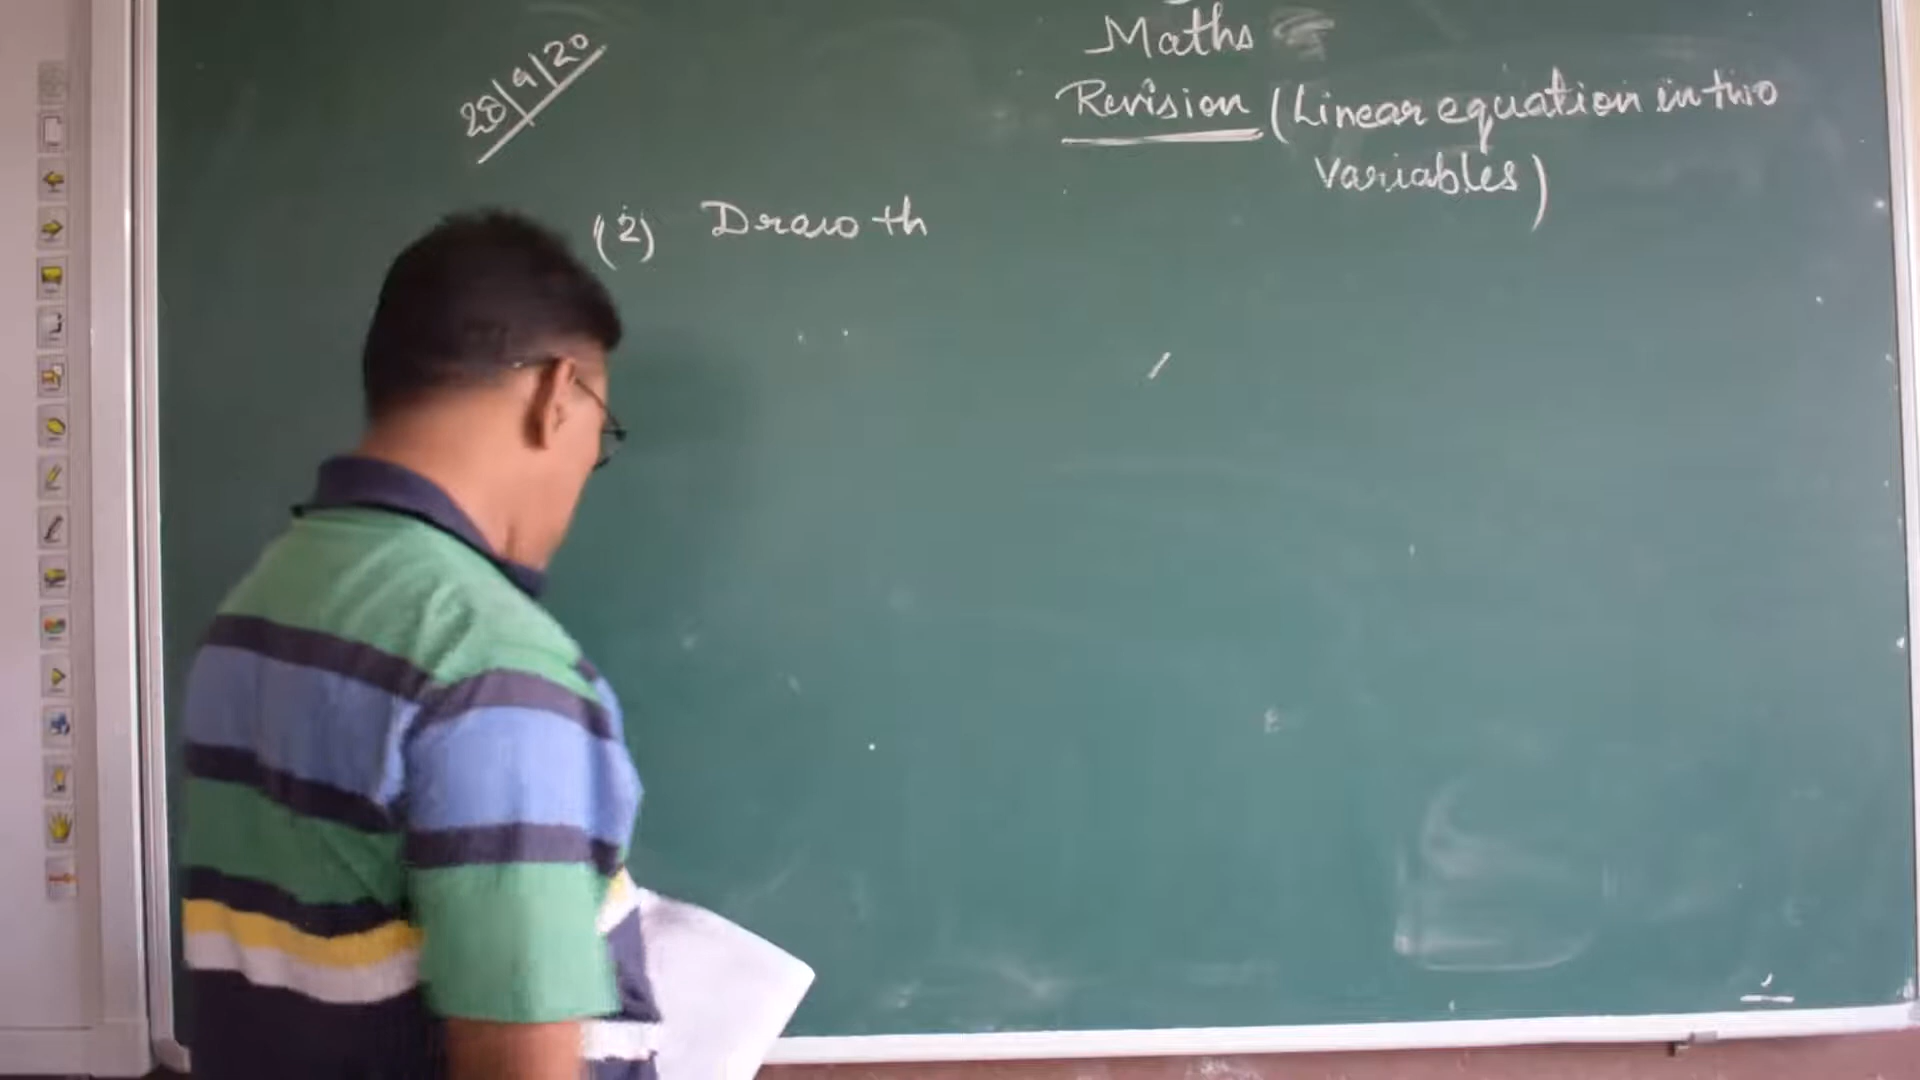 28/9/20
Maths
Revision (Linear equation in two
Variables)
(2) Draw th